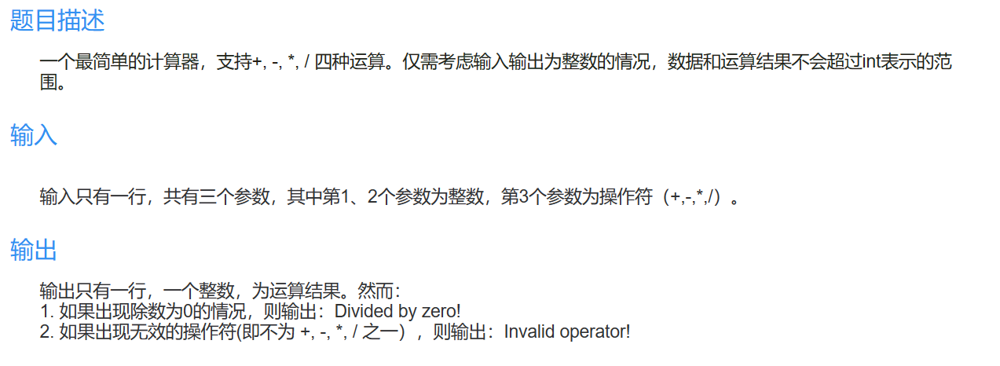 题目描述
一个最简单的计算器，支持+, -, *, / 四种运算。仅需考虑输入输出为整数的情况，数据和运算结果不会超过int表示的范
围。
输入
输入只有一行，共有三个参数，其中第1、2个参数为整数，第3个参数为操作符（+,-,*,/）。
输出
输出只有一行，一个整数，为运算结果。然而：
1. 如果出现除数为0的情况，则输出：Divided by zero!
2. 如果出现无效的操作符(即不为 +, -, *, / 之一），则输出：Invalid operator!